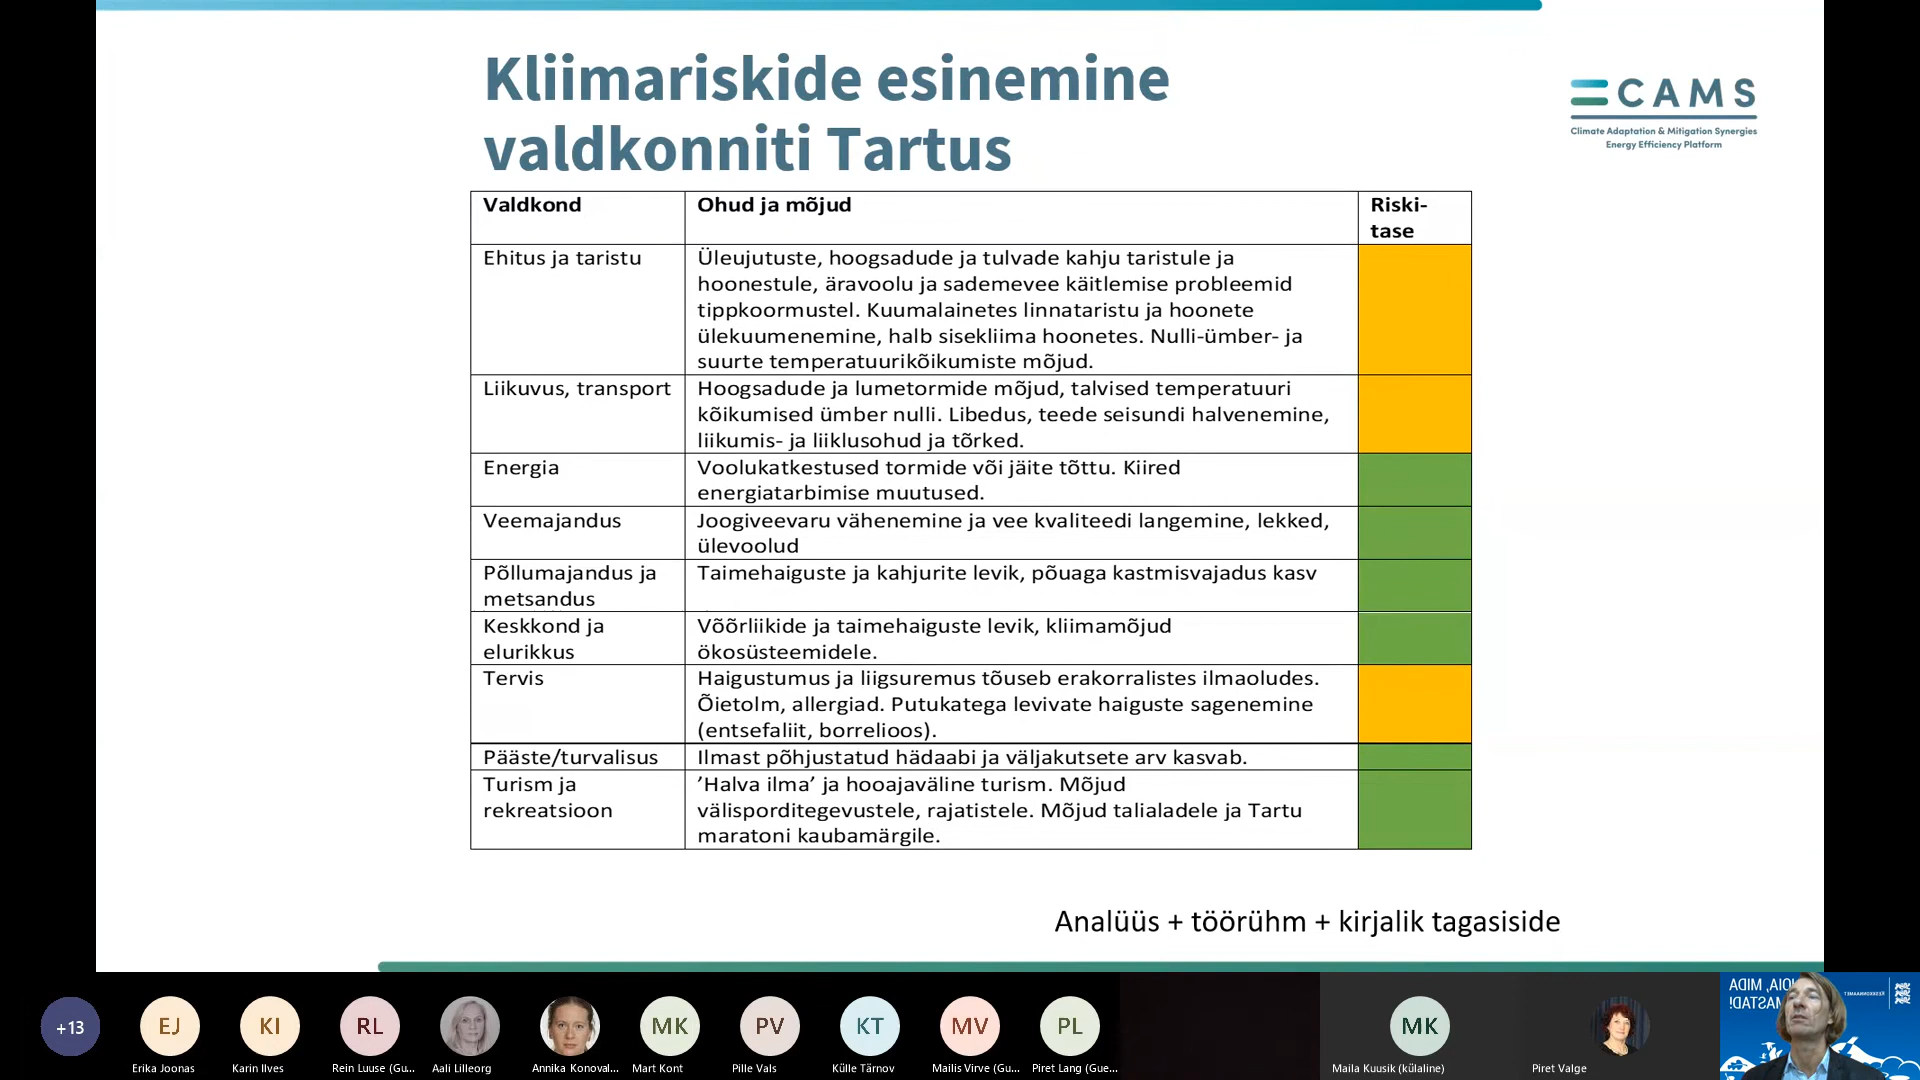 Kliimariskide esinemine
valdkonniti Tartus
CAMS
Climate Adaptation & Mitigation Synergies
Energy Efficiency Platform
Valdkond
Ohud ja mõjud
Riski-
tase
Ehitus ja taristu
Üleujutuste, hoogsadude ja tulvade kahju taristule ja
hoonestule, äravoolu ja sademevee käitlemise probleemid
tippkoormustel. Kuumalainetes linnataristu ja hoonete
ülekuumenemine, halb sisekliima hoonetes. Nulli-ümber- ja
suurte temperatuurikõikumiste mõjud.
Liikuvus, transport
Hoogsadude ja lumetormide mõjud, talvised temperatuuri
kõikumised ümber nulli. Libedus, teede seisundi halvenemine,
liikumis- ja liiklusohud ja tõrked.
Energia
Voolukatkestused tormide või jäite tõttu. Kiired
energiatarbimise muutused.
Veemajandus
Joogiveevaru vähenemine ja vee kvaliteedi langemine, lekked,
ülevoolud
Põllumajandus ja
metsandus
Taimehaiguste ja kahjurite levik, põuaga kastmisvajadus kasv
Keskkond ja
elurikkus
Võõrliikide ja taimehaiguste levik, kliimamõjud
ökosüsteemidele.
Tervis
Haigustumus ja liigsuremus tõuseb erakorralistes ilmaoludes.
Õietolm, allergiad. Putukatega levivate haiguste sagenemine
(entsefaliit, borrelioos).
Pääste/turvalisus
Ilmast põhjustatud hädaabi ja väljakutsete arv kasvab.
Turism ja
rekreatsioon
’Halva ilma’ ja hooajaväline turism. Mõjud
välisporditegevustele, rajatistele. Mõjud talialadele ja Tartu
maratoni kaubamärgile.
Analüüs + töörühm + kirjalik tagasiside
+13
EJ
KI
RL
MK
PV
KT
MV
PL
MK
Erika Joonas
Karin Ilves
Rein Luuse (Gu...
Aali Lilleorg
Annika Konoval...
Mart Kont
Pille Vals
Külle Tärnov
Mailis Virve (Gu...
Piret Lang (Gue...
Maila Kuusik (külaline)
Piret Valge